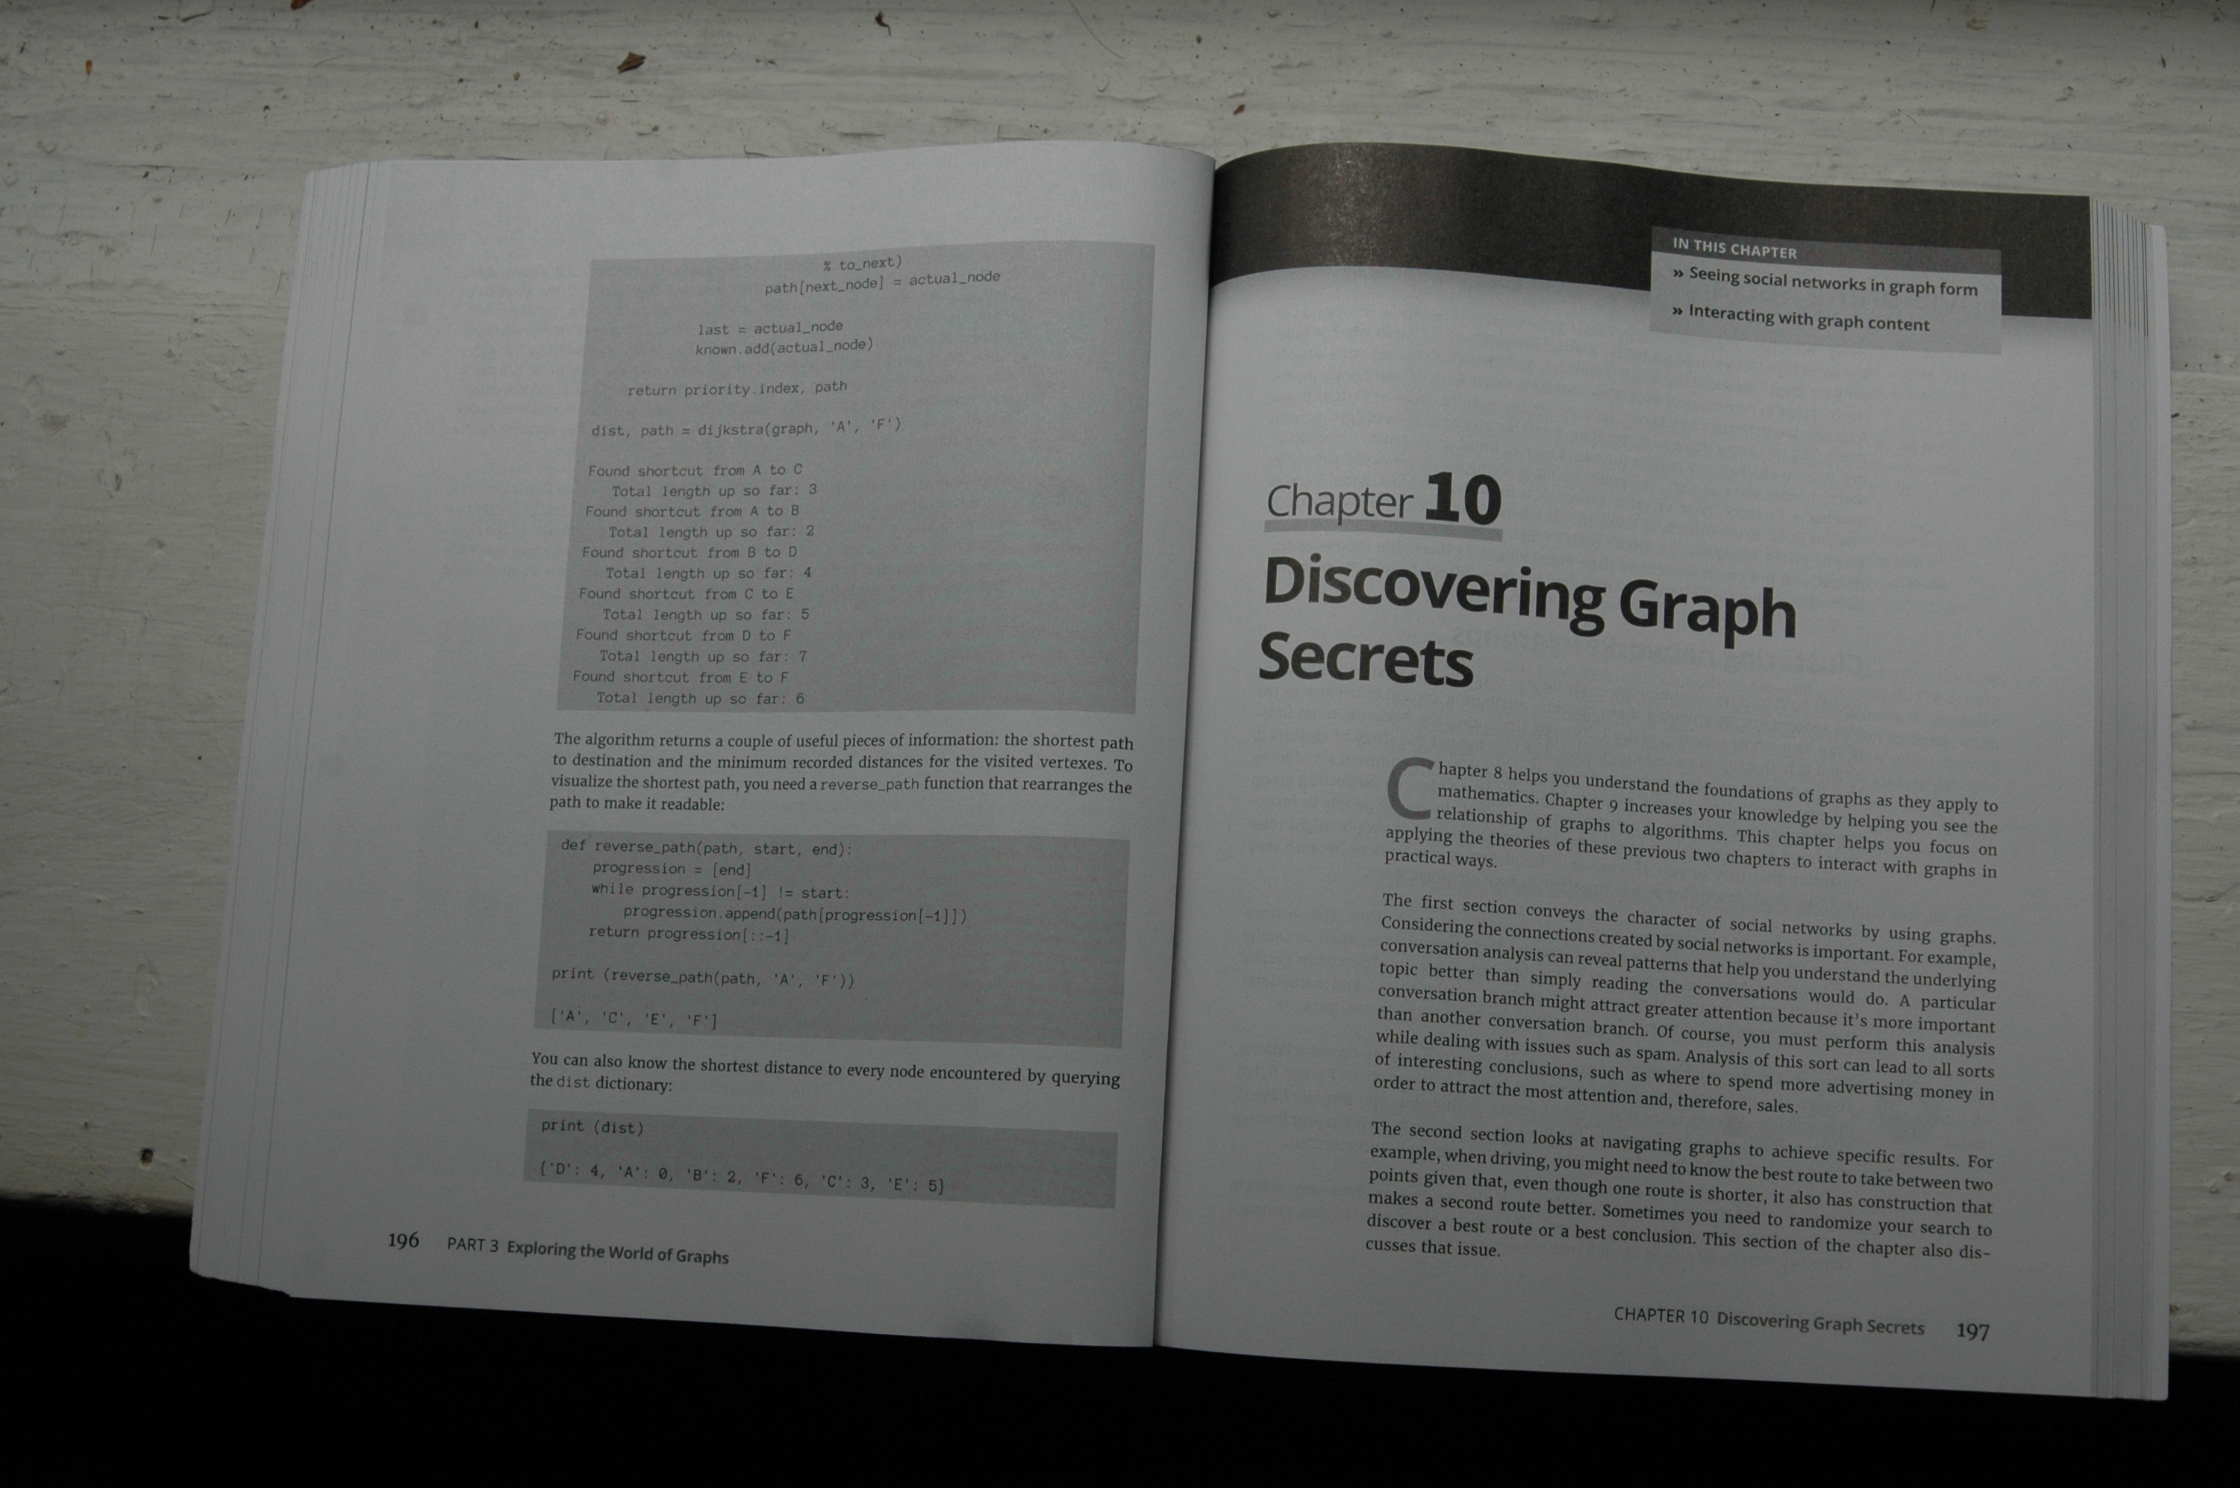 % to_next)
path[next_node] = actual_node
last = actual_node
known.add(actual_node)
return priority.index, path
dist, path = dijkstra(graph, 'A', 'F')
Found shortcut from A to C
Total length up so far: 3
Found shortcut from A to B
Total length up so far: 2
Found shortcut from B to D
Total length up so far: 4
Found shortcut from C to E
Total length up so far: 5
Found shortcut from D to F
Total length up so far: 7
Found shortcut from E to F
Total length up so far: 6
The algorithm returns a couple of useful pieces of information: the shortest path
to destination and the minimum recorded distances for the visited vertexes. To
visualize the shortest path, you need a reverse_path function that rearranges the
path to make it readable:
def reverse_path(path, start, end):
progression = [end]
while progression[-1] != start:
progression.append(path[progression[-1]])
return progression[::-1]
print (reverse_path(path, 'A', 'F'))
['A', 'C', 'E', 'F']
You can also know the shortest distance to every node encountered by querying
the dist dictionary:
print (dist)
{'D': 4, 'A': 0, 'B': 2, 'F': 6, 'C': 3, 'E': 5}
196 PART 3 Exploring the World of Graphs
IN THIS CHAPTER
» Seeing social networks in graph form
» Interacting with graph content
Chapter 10
Discovering Graph
Secrets
Chapter 8 helps you understand the foundations of graphs as they apply to
mathematics. Chapter 9 increases your knowledge by helping you see the
relationship of graphs to algorithms. This chapter helps you focus on
applying the theories of these previous two chapters to interact with graphs in
practical ways.
The first section conveys the character of social networks by using graphs.
Considering the connections created by social networks is important. For example,
conversation analysis can reveal patterns that help you understand the underlying
topic better than simply reading the conversations would do. A particular
conversation branch might attract greater attention because it's more important
than another conversation branch. Of course, you must perform this analysis
while dealing with issues such as spam. Analysis of this sort can lead to all sorts
of interesting conclusions, such as where to spend more advertising money in
order to attract the most attention and, therefore, sales.
The second section looks at navigating graphs to achieve specific results. For
example, when driving, you might need to know the best route to take between two
points given that, even though one route is shorter, it also has construction that
makes a second route better. Sometimes you need to randomize your search to
discover a best route or a best conclusion. This section of the chapter also dis-
cusses that issue.
CHAPTER 10 Discovering Graph Secrets 197